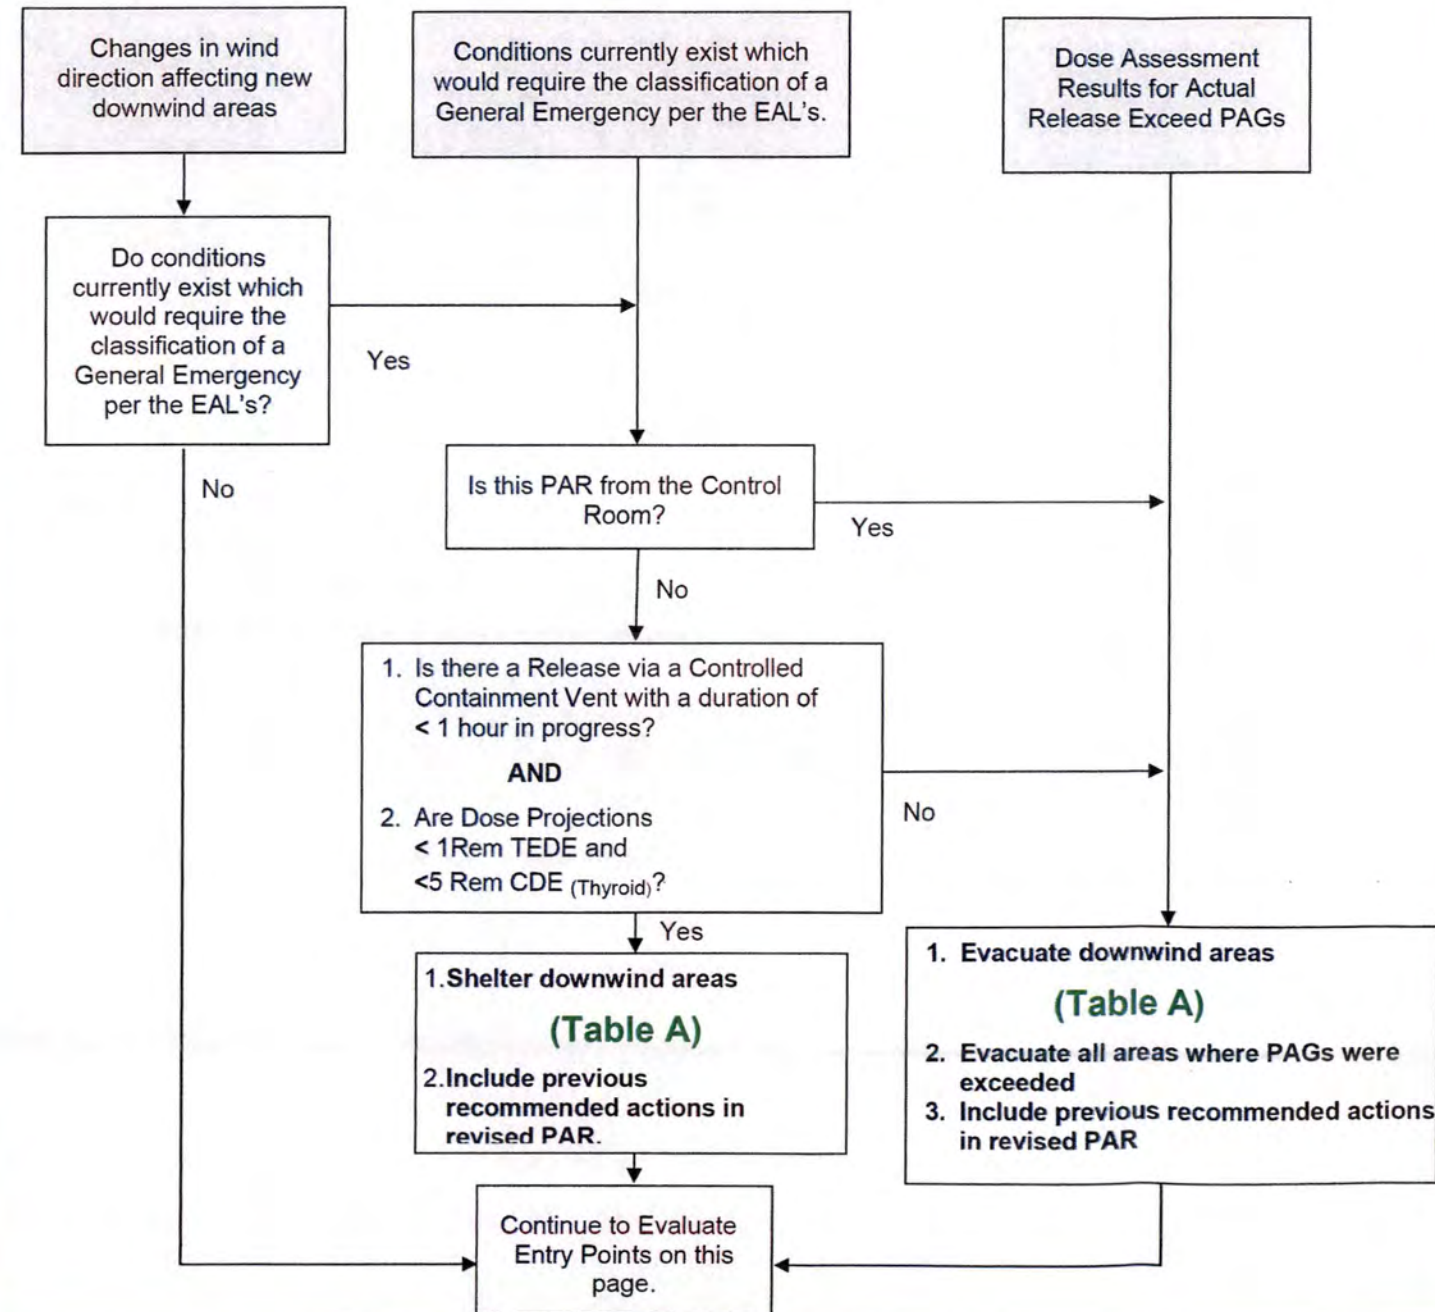 Changes in wind
direction affecting new
downwind areas
Conditions currently exist which
would require the classification of a
General Emergency per the EAL's.
Dose Assessment
Results for Actual
Release Exceed PAGs
Do conditions
currently exist which
would require the
classification of a
General Emergency
per the EAL's?
Yes
No
Is this PAR from the Control
Room?
Yes
No
1. Is there a Release via a Controlled
Containment Vent with a duration of
< 1 hour in progress?
AND
2. Are Dose Projections
< 1Rem TEDE and
<5 Rem CDE (Thyroid)?
No
Yes
1.Shelter downwind areas
(Table A)
2.Include previous
recommended actions in
revised PAR.
1. Evacuate downwind areas
(Table A)
2. Evacuate all areas where PAGs were
exceeded
3. Include previous recommended actions
in revised PAR
Continue to Evaluate
Entry Points on this
page.